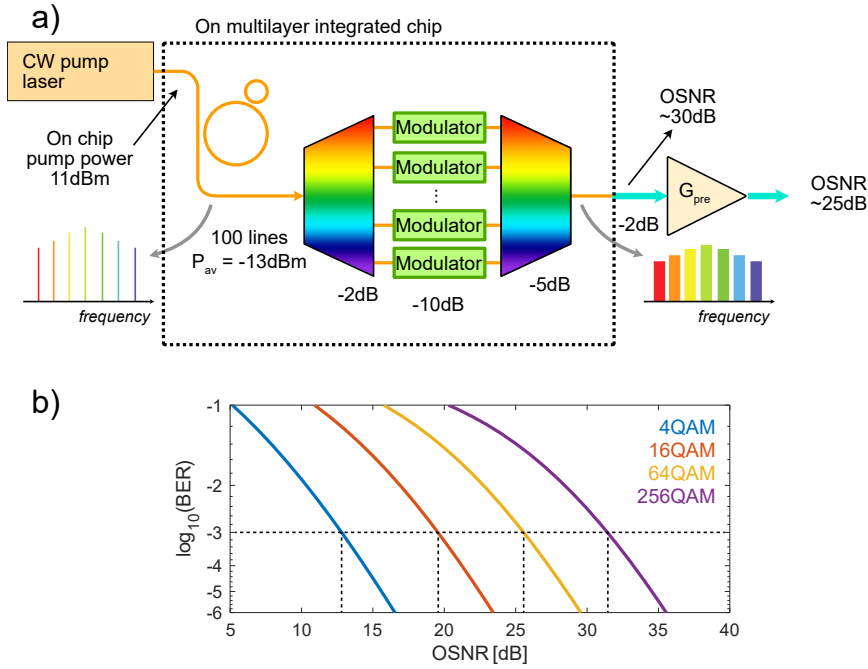 a)
On multilayer integrated chip
CW pump
laser
On chip
pump power
11dBm
Modulator
Modulator
⋮
Modulator
Modulator
OSNR
~30dB
G_pre
OSNR
~25dB
-2dB
100 lines
P_av = -13dBm
-2dB
-10dB
-5dB
frequency
frequency
b)
4QAM
16QAM
64QAM
256QAM
log_10(BER)
-1
-2
-3
-4
-5
-6
5 10 15 20 25 30 35 40
OSNR [dB]